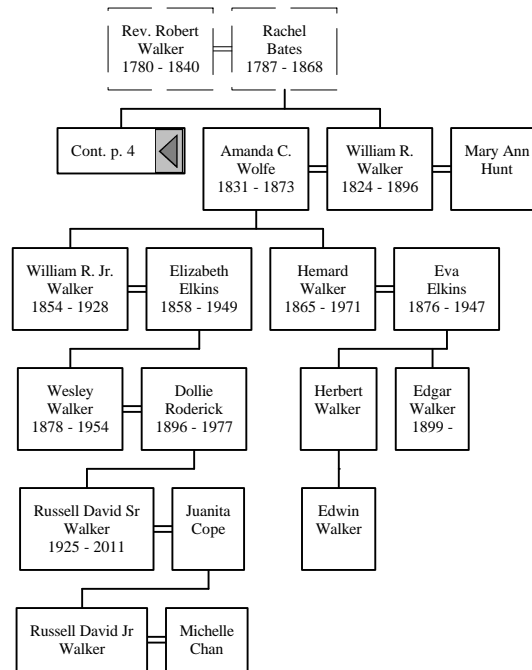 Rev. Robert
Walker
1780 - 1840
Rachel
Bates
1787 - 1868
Cont. p. 4
Amanda C.
Wolfe
1831 - 1873
William R.
Walker
1824 - 1896
Mary Ann
Hunt
William R. Jr.
Walker
1854 - 1928
Elizabeth
Elkins
1858 - 1949
Hemard
Walker
1865 - 1971
Eva
Elkins
1876 - 1947
Wesley
Walker
1878 - 1954
Dollie
Roderick
1896 - 1977
Herbert
Walker
Edgar
Walker
1899 -
Russell David Sr
Walker
1925 - 2011
Juanita
Cope
Edwin
Walker
Russell David Jr
Walker
Michelle
Chan